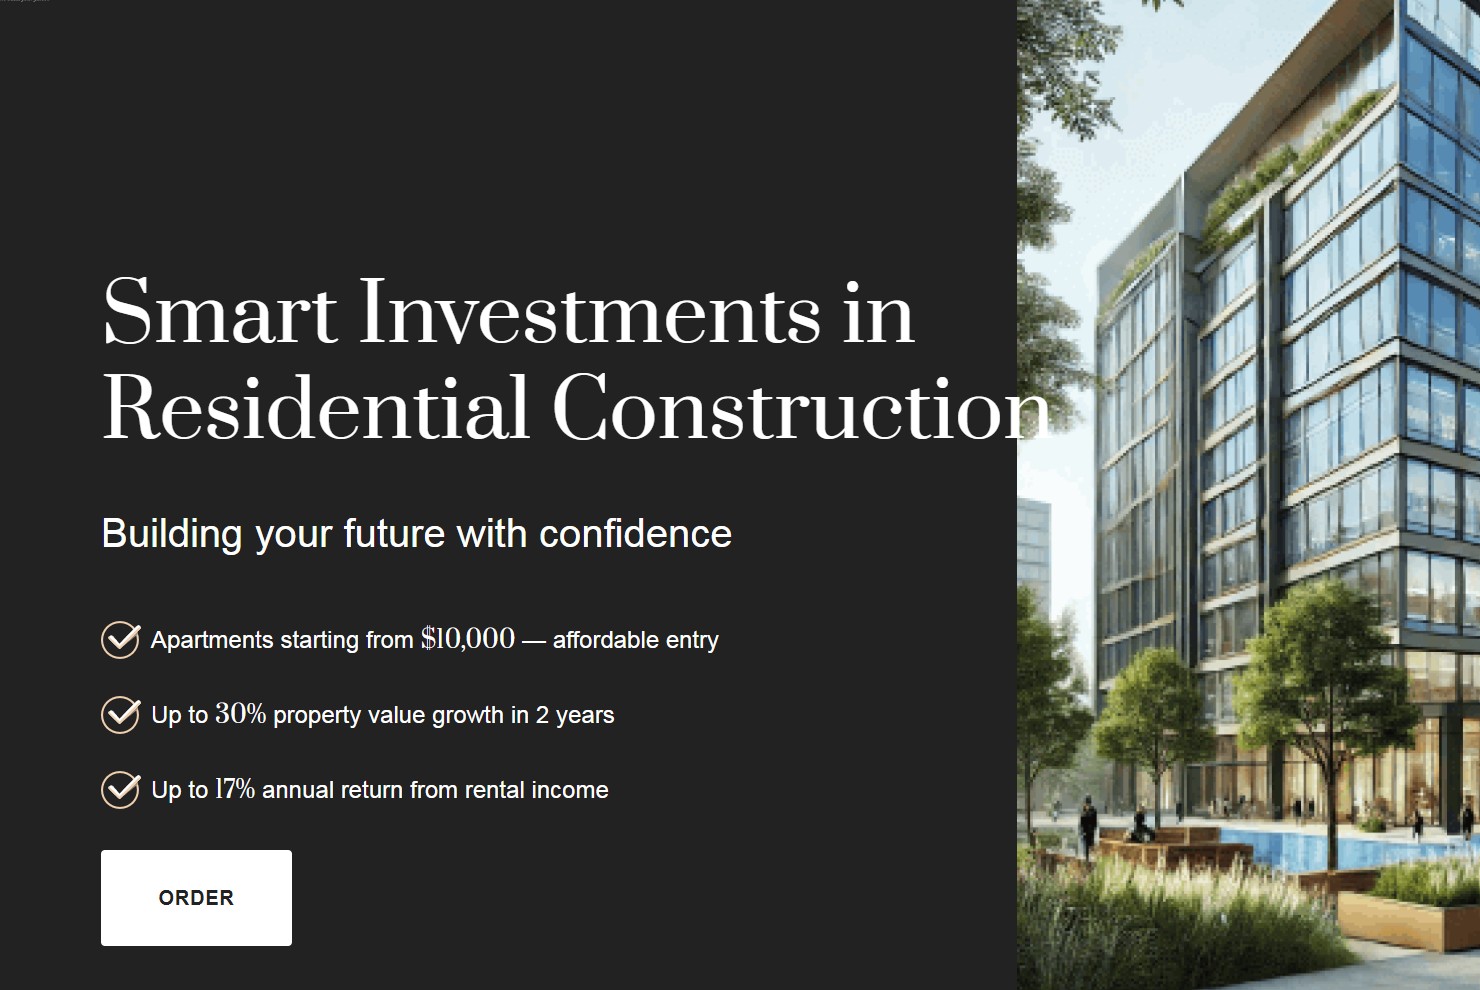 Smart Investments in
Residential Construction
Building your future with confidence
Apartments starting from $10,000 — affordable entry
Up to 30% property value growth in 2 years
Up to 17% annual return from rental income
ORDER